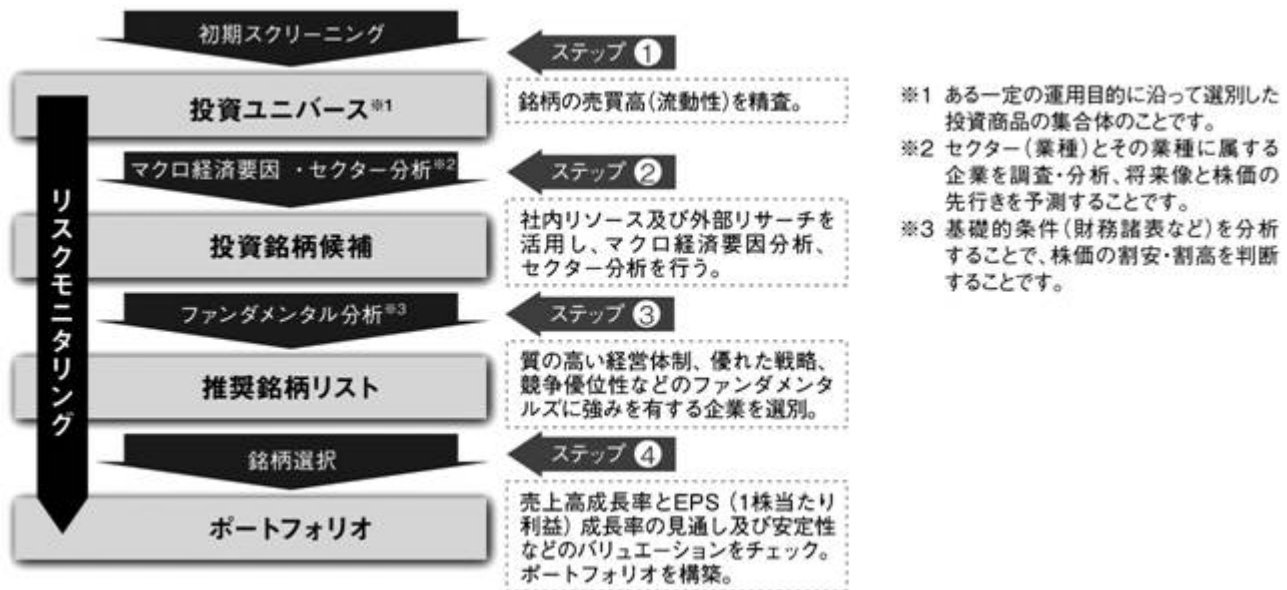 初期スクリーニング
ステップ ❶
投資ユニバース※1
銘柄の売買高(流動性)を精査。
マクロ経済要因 ・セクター分析※2
ステップ ❷
投資銘柄候補
社内リソース及び外部リサーチを
活用し、マクロ経済要因分析、
セクター分析を行う。
ファンダメンタル分析※3
ステップ ❸
推奨銘柄リスト
質の高い経営体制、優れた戦略、
競争優位性などのファンダメンタ
ルズに強みを有する企業を選別。
銘柄選択
ステップ ❹
ポートフォリオ
売上高成長率とEPS(1株当たり
利益)成長率の見通し及び安定性
などのバリュエーションをチェック。
ポートフォリオを構築。
リスクモニタリング
※1 ある一定の運用目的に沿って選別した
投資商品の集合体のことです。
※2 セクター(業種)とその業種に属する
企業を調査・分析、将来像と株価の
先行きを予測することです。
※3 基礎的条件(財務諸表など)を分析
することで、株価の割安・割高を判断
することです。